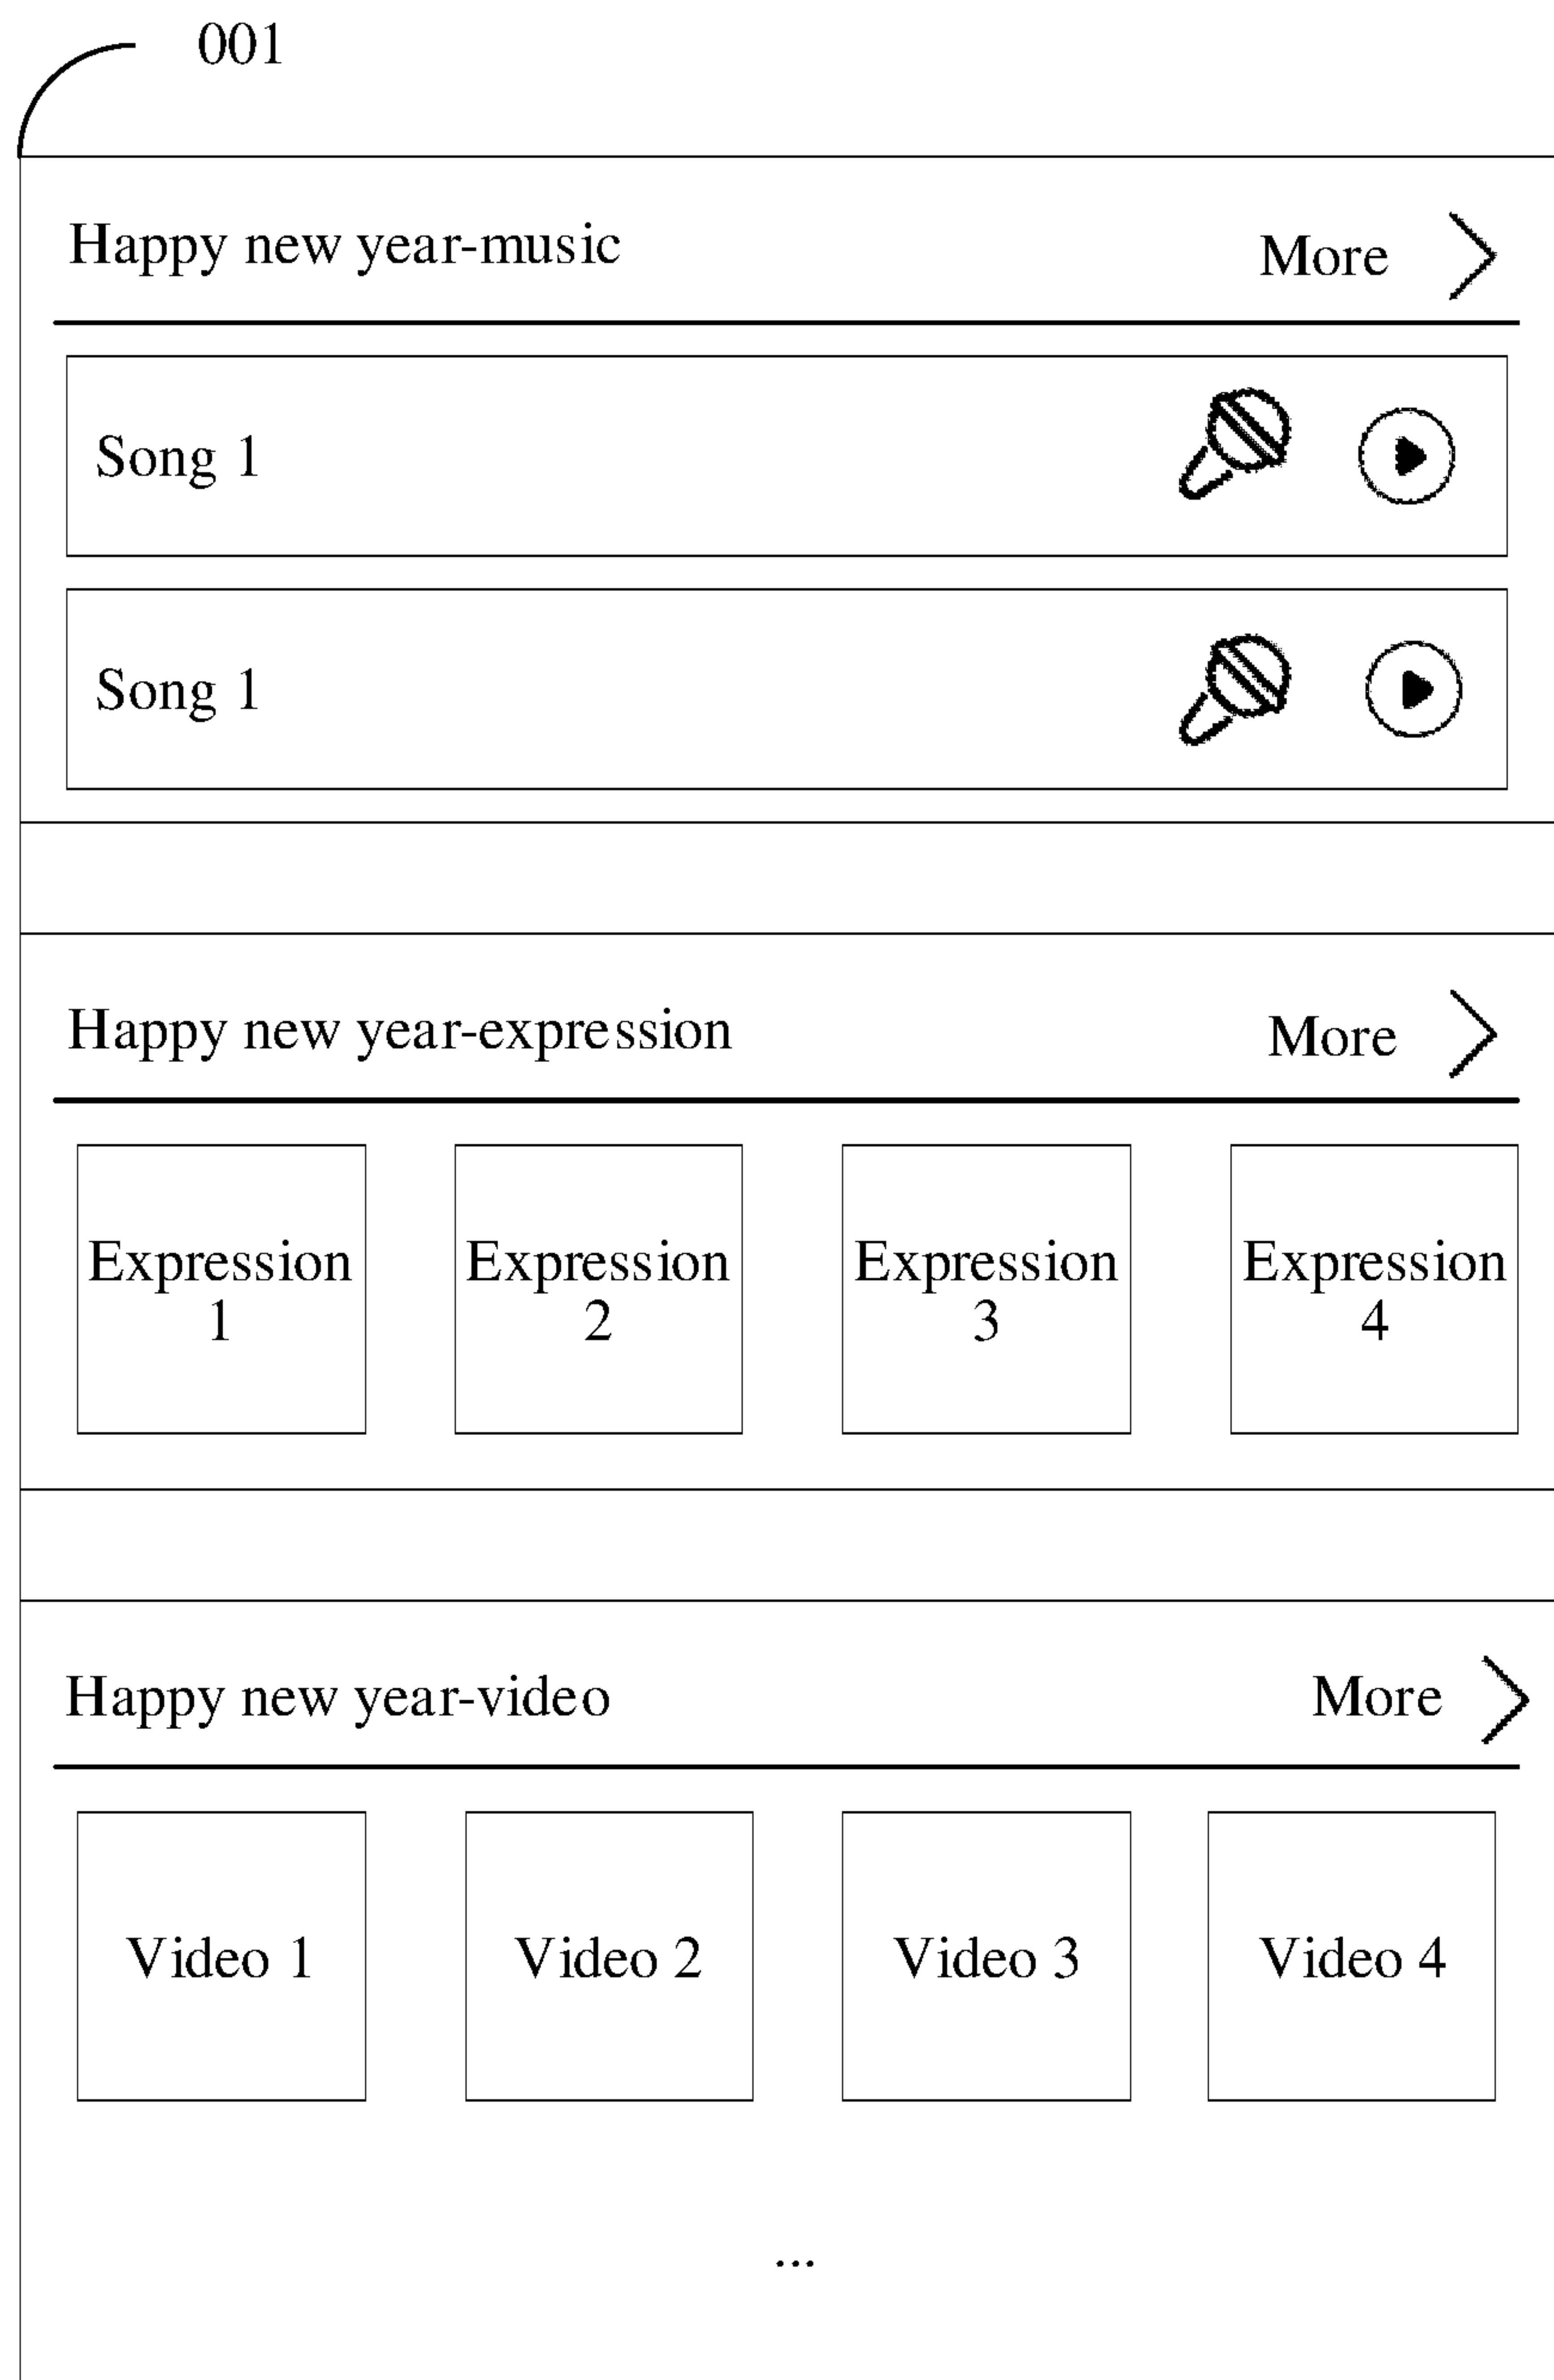 001
Happy new year-music
More
Song 1
Song 1
Happy new year-expression
More
Expression
1
Expression
2
Expression
3
Expression
4
Happy new year-video
More
Video 1
Video 2
Video 3
Video 4
...